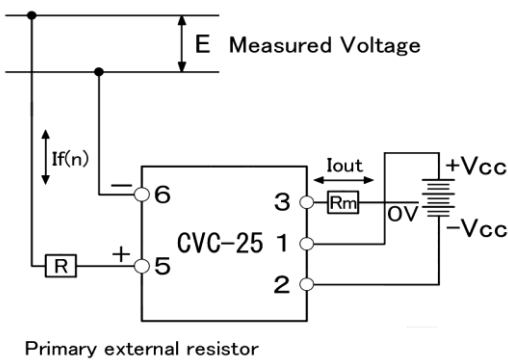 E Measured Voltage
If(n)
Iout
+Vcc
− 6
3 Rm
0V
CVC-25 1
−Vcc
+ 5
R
2
Primary external resistor